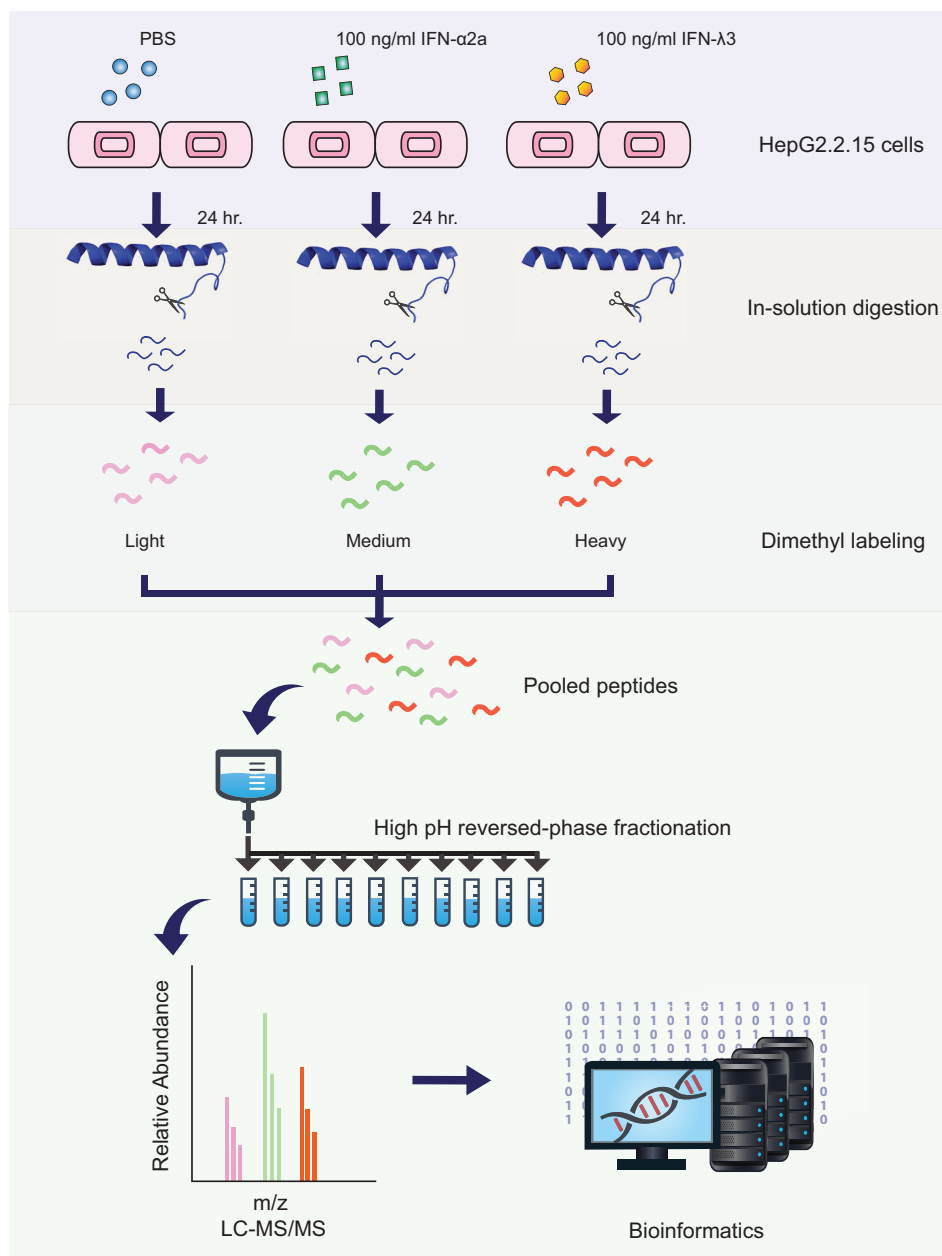 PBS
100 ng/ml IFN-α2a
100 ng/ml IFN-λ3
HepG2.2.15 cells
24 hr.
24 hr.
24 hr.
In-solution digestion
Light
Medium
Heavy
Dimethyl labeling
Pooled peptides
High pH reversed-phase fractionation
Relative Abundance
m/z
LC-MS/MS
Bioinformatics